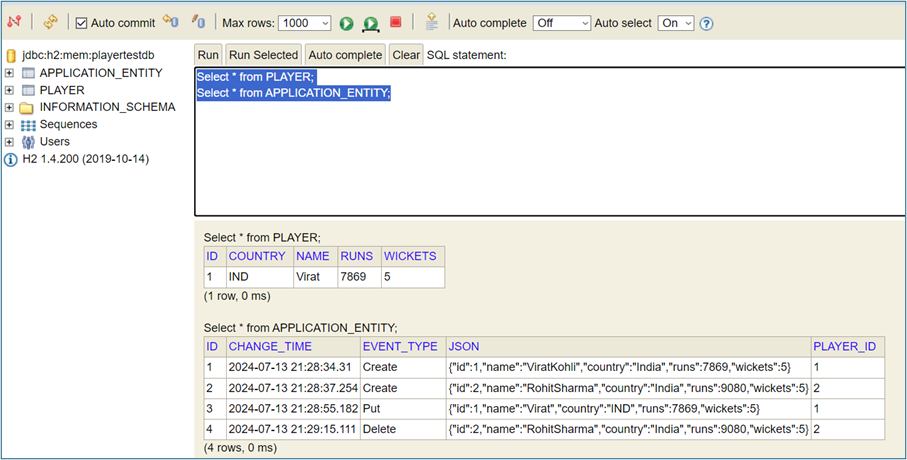 Auto commit Max rows: 1000 Auto complete Off Auto select On
jdbc:h2:mem:playertestdb
APPLICATION_ENTITY
PLAYER
INFORMATION_SCHEMA
Sequences
Users
H2 1.4.200 (2019-10-14)
Run Run Selected Auto complete Clear SQL statement:
Select * from PLAYER;
Select * from APPLICATION_ENTITY;
Select * from PLAYER;
ID COUNTRY NAME RUNS WICKETS
1 IND Virat 7869 5
(1 row, 0 ms)
Select * from APPLICATION_ENTITY;
ID CHANGE_TIME EVENT_TYPE JSON PLAYER_ID
1 2024-07-13 21:28:34.31 Create {"id":1,"name":"ViratKohli","country":"India","runs":7869,"wickets":5} 1
2 2024-07-13 21:28:37.254 Create {"id":2,"name":"RohitSharma","country":"India","runs":9080,"wickets":5} 2
3 2024-07-13 21:28:55.182 Put {"id":1,"name":"Virat","country":"IND","runs":7869,"wickets":5} 1
4 2024-07-13 21:29:15.111 Delete {"id":2,"name":"RohitSharma","country":"India","runs":9080,"wickets":5} 2
(4 rows, 0 ms)